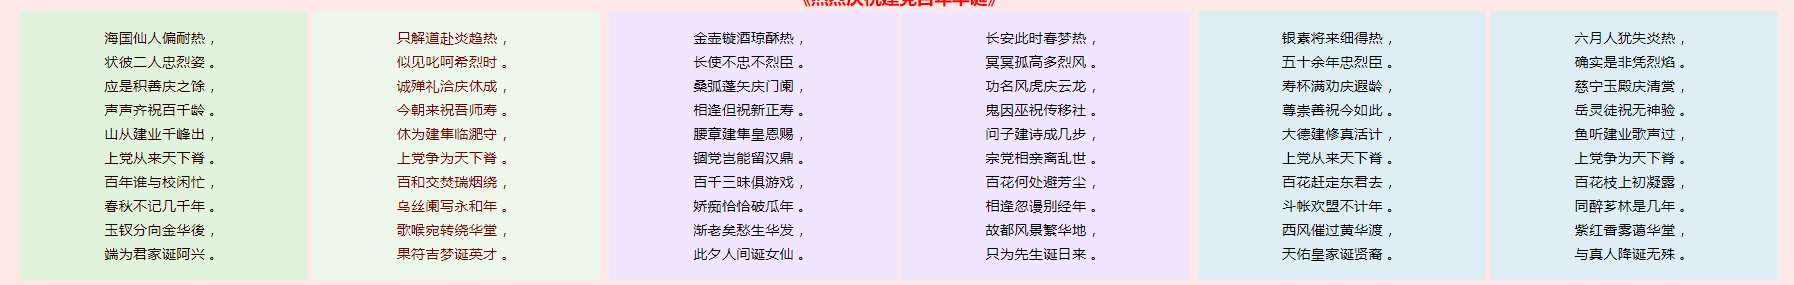 《热烈庆祝建党百年华诞》
海国仙人偏耐热，
状彼二人忠烈姿。
应是积善庆之馀，
声声齐祝百千龄。
山从建业千峰出，
上党从来天下脊。
百年谁与校闲忙，
春秋不记几千年。
玉钗分向金华後，
端为君家诞阿兴。
只解道赴炎趋热，
似见叱呵希烈时。
诚殚礼洽庆休成，
今朝来祝吾师寿。
休为建隼临淝守，
上党争为天下脊。
百和交焚瑞烟绕，
乌丝阑写永和年。
歌喉宛转绕华堂，
果符吉梦诞英才。
金壶镟酒琼酥热，
长使不忠不烈臣。
桑弧蓬矢庆门阑，
相逢但祝新正寿。
腰章建隼皇恩赐，
锢党岂能留汉鼎。
百千三昧俱游戏，
娇痴恰恰破瓜年。
渐老矣愁生华发，
此夕人间诞女仙。
长安此时春梦热，
冥冥孤高多烈风。
功名风虎庆云龙，
鬼因巫祝传移社。
问子建诗成几步，
宗党相亲离乱世。
百花何处避芳尘，
相逢忽谩别经年。
故都风景繁华地，
只为先生诞日来。
银素将来细得热，
五十余年忠烈臣。
寿杯满劝庆遐龄，
尊崇善祝今如此。
大德建修真活计，
上党从来天下脊。
百花赶定东君去，
斗帐欢盟不计年。
西风催过黄华渡，
天佑皇家诞贤裔。
六月人犹失炎热，
确实是非凭烈焰。
慈宁玉殿庆清赏，
岳灵徒祝无神验。
鱼听建业歌声过，
上党争为天下脊。
百花枝上初凝露，
同醉芗林是几年。
紫红香雾蔼华堂，
与真人降诞无殊。